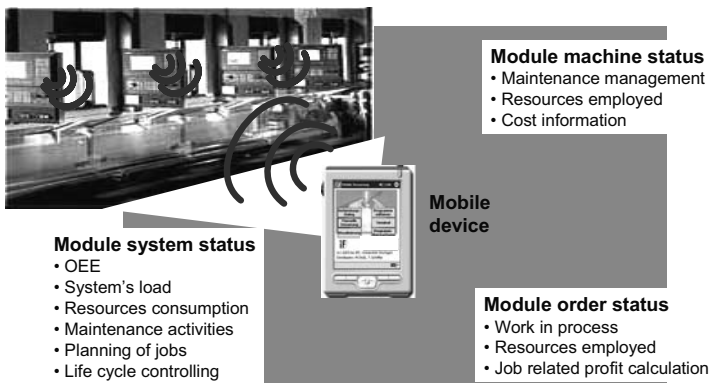 Module machine status
• Maintenance management
• Resources employed
• Cost information
Mobile
device
Module system status
• OEE
• System's load
• Resources consumption
• Maintenance activities
• Planning of jobs
• Life cycle controlling
Module order status
• Work in process
• Resources employed
• Job related profit calculation